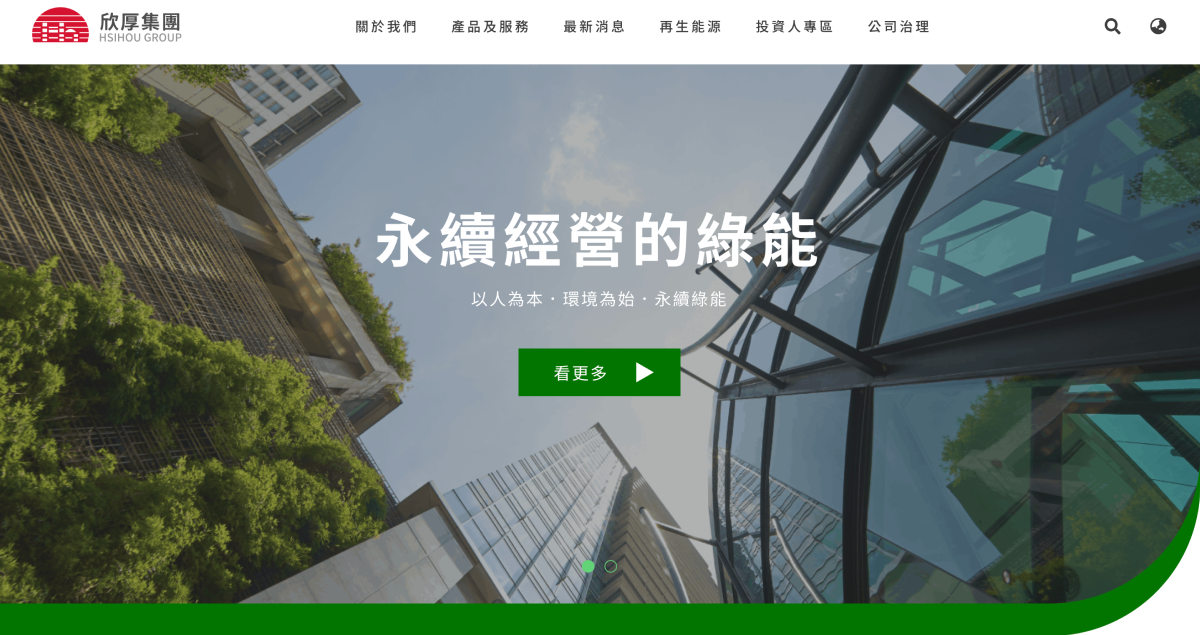 欣厚集團
HSIHOU GROUP
關於我們
產品及服務
最新消息
再生能源
投資人專區
公司治理
永續經營的綠能
以人為本．環境為始．永續綠能
看更多